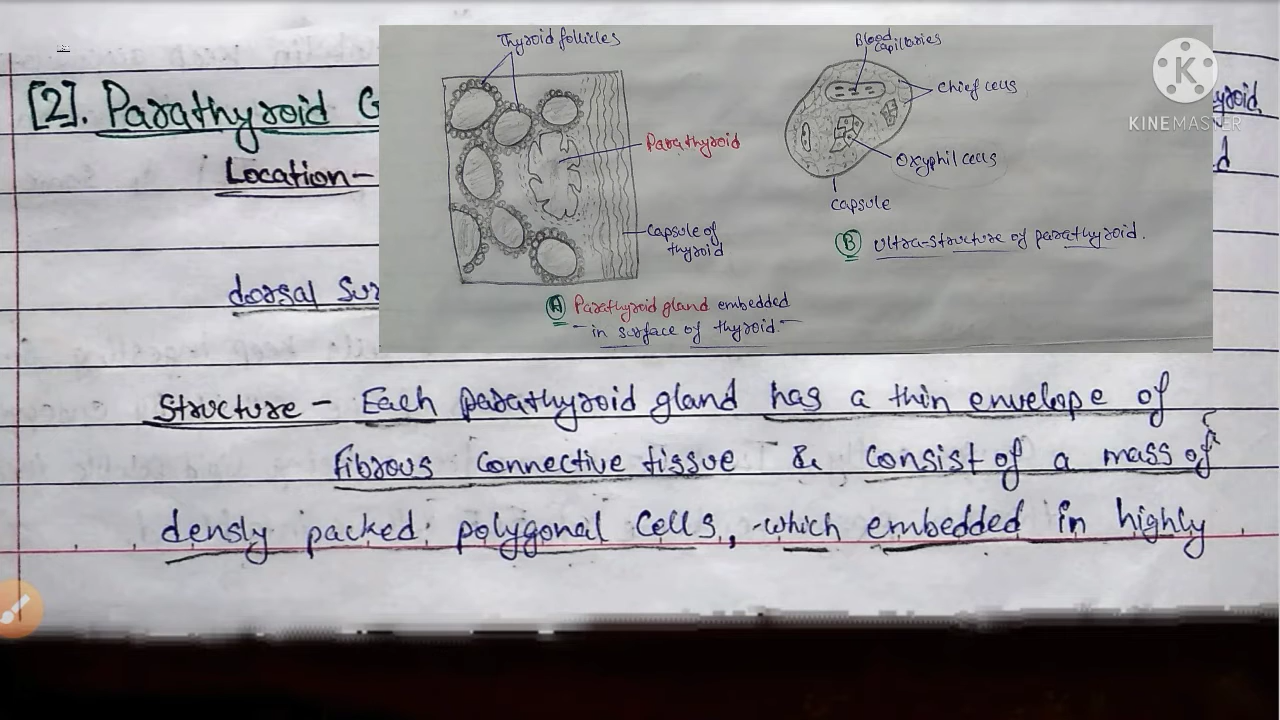 [2]. Parathyroid G
Location-
dorsal Sur
yroid
d
Thyroid follicles
Parathyroid
Capsule of
thyroid
(A) Parathyroid gland embedded
- in surface of thyroid.-
Blood
Capillaries
Chief cells
Oxyphil cells
Capsule
(B) Ultra-structure of parathyroid.
K
KINEMASTER
Structure - Each parathyroid gland has a thin envelope of
fibrous connective tissue & consist of a mass of
densly packed polygonal cells, which embedded in highly